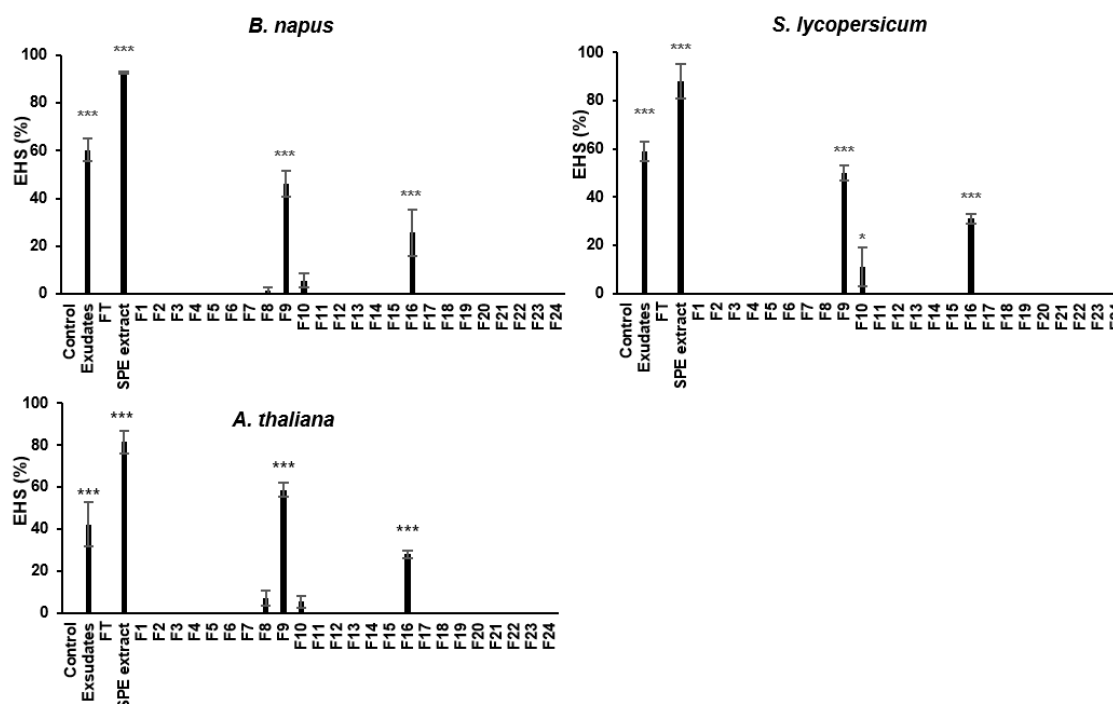 B. napus
***
***
***
***
100
80
60
40
20
0
EHS (%)
Control
Exudates
FT
SPE extract
F1
F2
F3
F4
F5
F6
F7
F8
F9
F10
F11
F12
F13
F14
F15
F16
F17
F18
F19
F20
F21
F22
F23
F24
S. lycopersicum
***
***
***
*
***
100
80
60
40
20
0
EHS (%)
Control
Exudates
FT
SPE extract
F1
F2
F3
F4
F5
F6
F7
F8
F9
F10
F11
F12
F13
F14
F15
F16
F17
F18
F19
F20
F21
F22
F23
F24
A. thaliana
***
***
***
***
100
80
60
40
20
0
EHS (%)
Control
Exsudates
FT
SPE extract
F1
F2
F3
F4
F5
F6
F7
F8
F9
F10
F11
F12
F13
F14
F15
F16
F17
F18
F19
F20
F21
F22
F23
F24